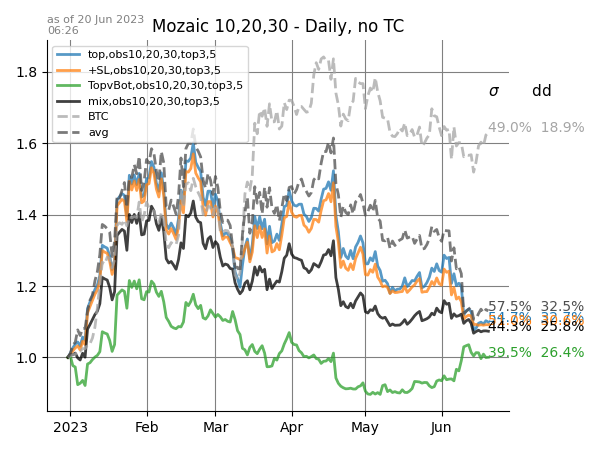 as of 20 Jun 2023
06:26
Mozaic 10,20,30 - Daily, no TC
top,obs10,20,30,top3,5
+SL,obs10,20,30,top3,5
TopvBot,obs10,20,30,top3,5
mix,obs10,20,30,top3,5
BTC
avg
σ dd
49.0% 18.9%
57.5% 32.5%
44.3% 25.8%
39.5% 26.4%
1.8
1.6
1.4
1.2
1.0
2023 Feb Mar Apr May Jun